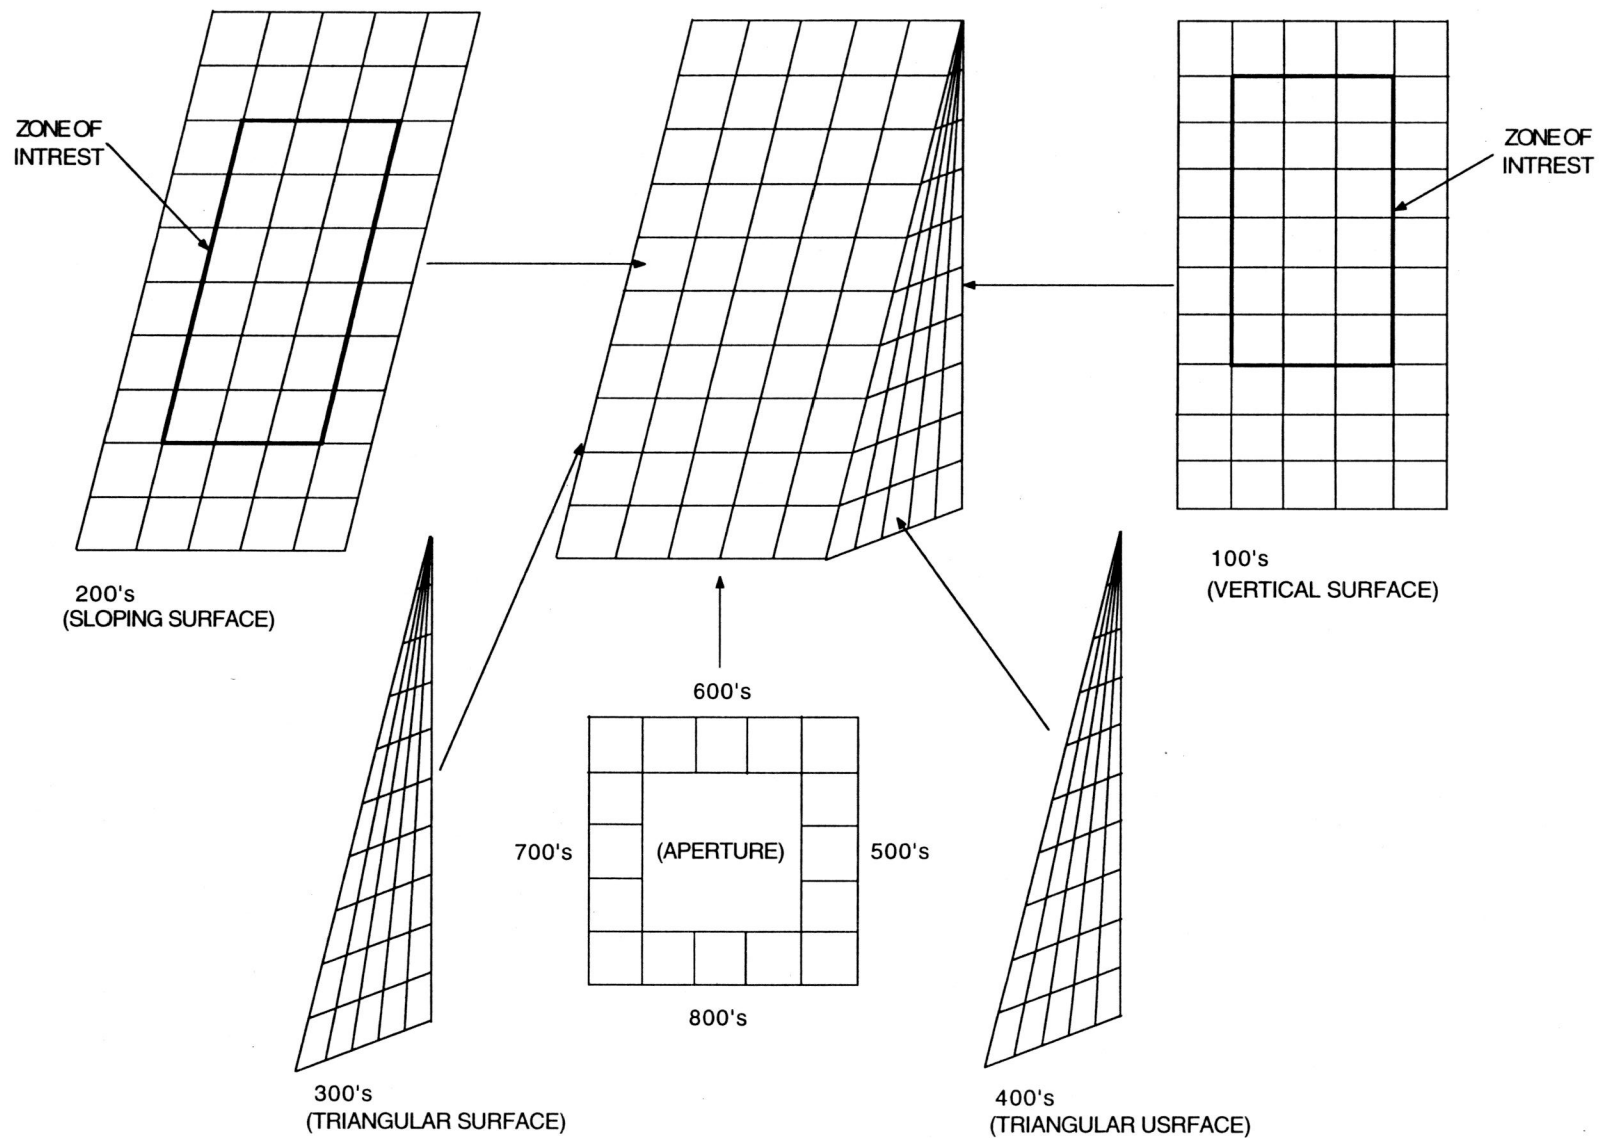 ZONE OF
INTREST
ZONE OF
INTREST
200's
(SLOPING SURFACE)
100's
(VERTICAL SURFACE)
600's
700's
(APERTURE)
500's
800's
300's
(TRIANGULAR SURFACE)
400's
(TRIANGULAR USRFACE)